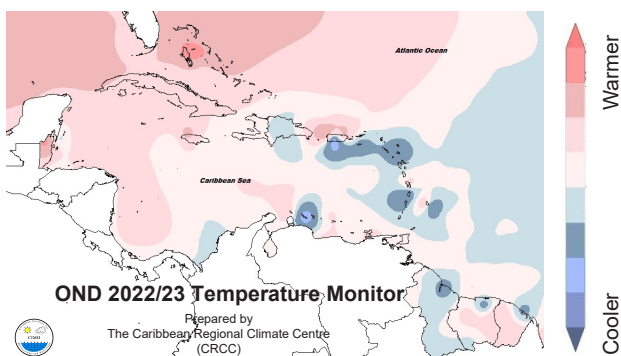 Atlantic Ocean
Warmer
Caribbean Sea
OND 2022/23 Temperature Monitor
Prepared by
The Caribbean Regional Climate Centre
(CRCC)
CIMH
Cooler